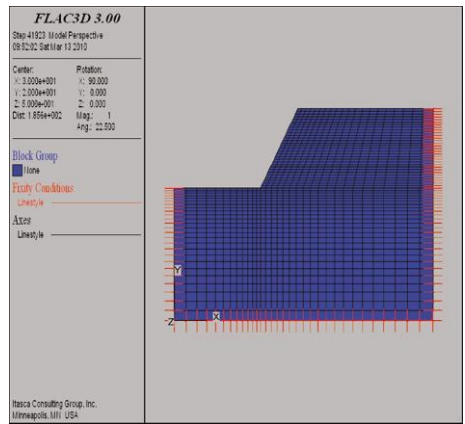 FLAC3D 3.00
Step 41923 Model Perspective
09:52:02 Sat Mar 13 2010
Center: Rotation:
X: 3.000e+001 X: 90.000
Y: 2.000e+001 Y: 0.000
Z: 5.000e+001 Z: 0.000
Dist: 1.856e+002 Mag.: 1
Ang.: 22.500
Block Group
None
Fixity Conditions
Linestyle
Axes
Linestyle
Y
X
Z
Itasca Consulting Group, Inc.
Minneapolis, MN USA